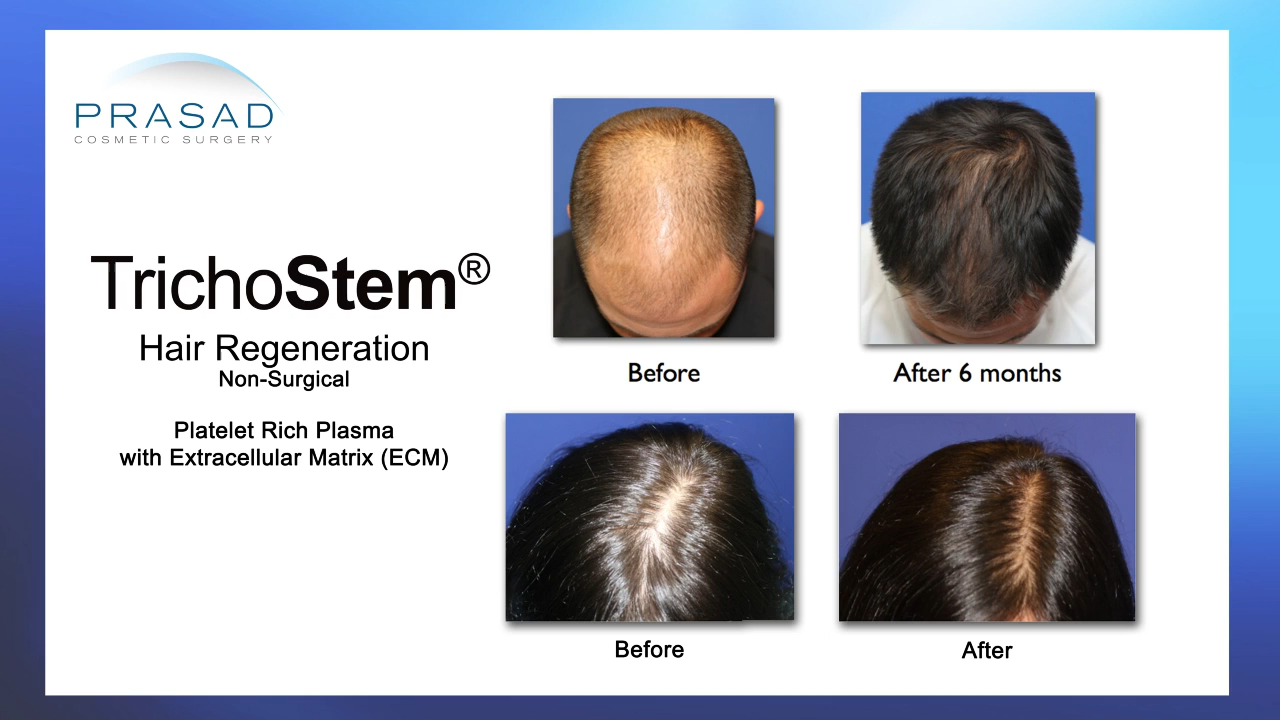 PRASAD
COSMETIC SURGERY
TrichoStem®
Hair Regeneration
Non-Surgical
Platelet Rich Plasma
with Extracellular Matrix (ECM)
Before
After 6 months
Before
After